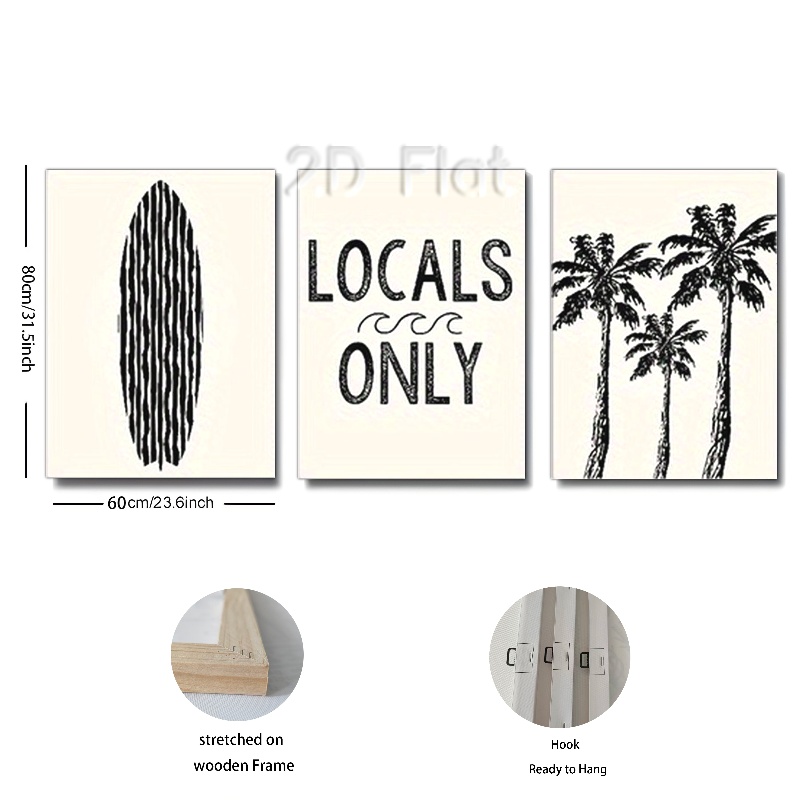 2D Flat
LOCALS
ONLY
80cm/31.5inch
60cm/23.6inch
stretched on
wooden Frame
Hook
Ready to Hang